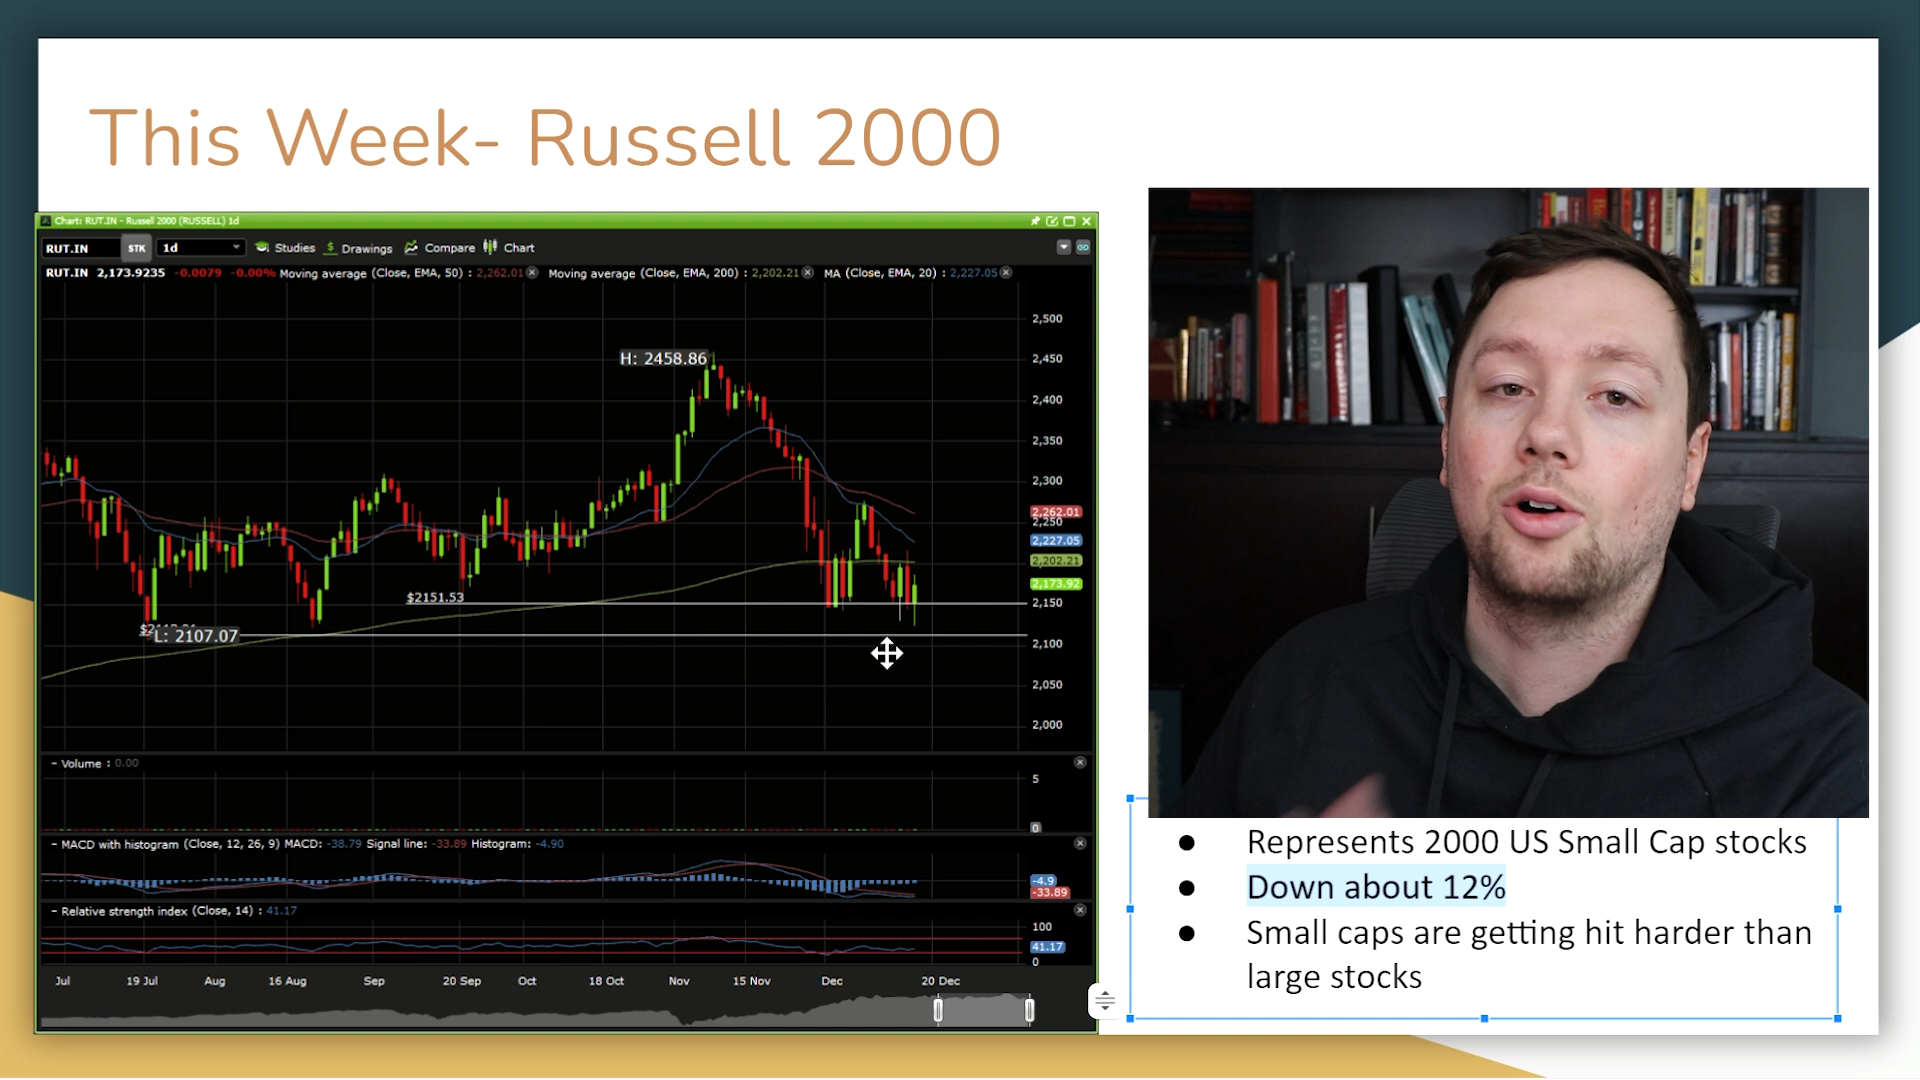 This Week- Russell 2000
Chart: RUT.IN - Russell 2000 (RUSSELL) 1d
RUT.IN STK 1d Studies $ Drawings Compare Chart
RUT.IN 2,173.9235 -0.0079 -0.00% Moving average (Close, EMA, 50) : 2,262.01 Moving average (Close, EMA, 200) : 2,202.21 MA (Close, EMA, 20) : 2,227.05
2,500
H: 2458.86
2,450
2,400
2,350
2,300
2,262.01
2,250
2,227.05
2,202.21
2,173.92
$2151.53
2,150
L: 2107.07
2,100
2,050
2,000
- Volume : 0.00
5
0
- MACD with histogram (Close, 12, 26, 9) MACD: -38.79 Signal line: -33.89 Histogram: -4.90
-4.9
-33.89
- Relative strength index (Close, 14) : 41.17
100
41.17
0
Jul 19 Jul Aug 16 Aug Sep 20 Sep Oct 18 Oct Nov 15 Nov Dec 20 Dec
● Represents 2000 US Small Cap stocks
● Down about 12%
● Small caps are getting hit harder than
large stocks